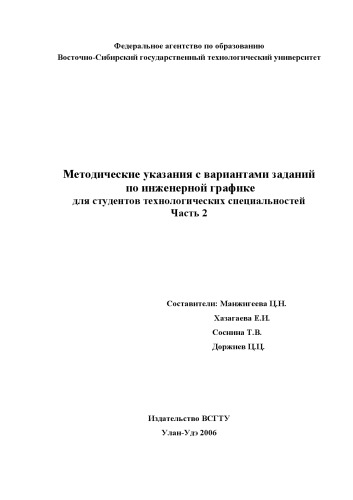 Федеральное агентство по образованию
Восточно-Сибирский государственный технологический университет
Методические указания с вариантами заданий
по инженерной графике
для студентов технологических специальностей
Часть 2
Составители: Манжигеева Ц.Н.
Хазагаева Е.И.
Соснина Т.В.
Доржиев Ц.Ц.
Издательство ВСГТУ
Улан-Удэ 2006